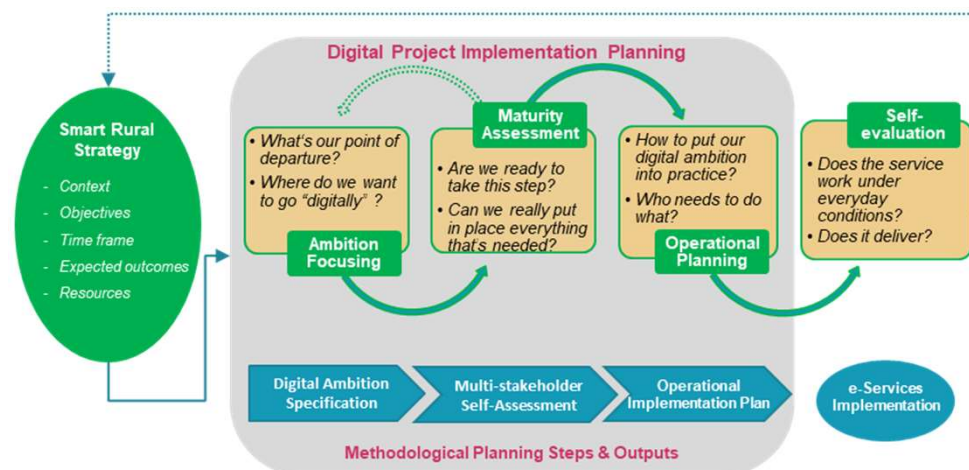 Digital Project Implementation Planning
Smart Rural
Strategy
- Context
- Objectives
- Time frame
- Expected outcomes
- Resources
• What's our point of
departure?
• Where do we want
to go "digitally" ?
Ambition
Focusing
Maturity
Assessment
• Are we ready to
take this step?
• Can we really put
in place everything
that's needed?
• How to put our
digital ambition
into practice?
• Who needs to do
what?
Operational
Planning
Self-
evaluation
• Does the service
work under
everyday
conditions?
• Does it deliver?
Digital Ambition
Specification
Multi-stakeholder
Self-Assessment
Operational
Implementation Plan
e-Services
Implementation
Methodological Planning Steps & Outputs